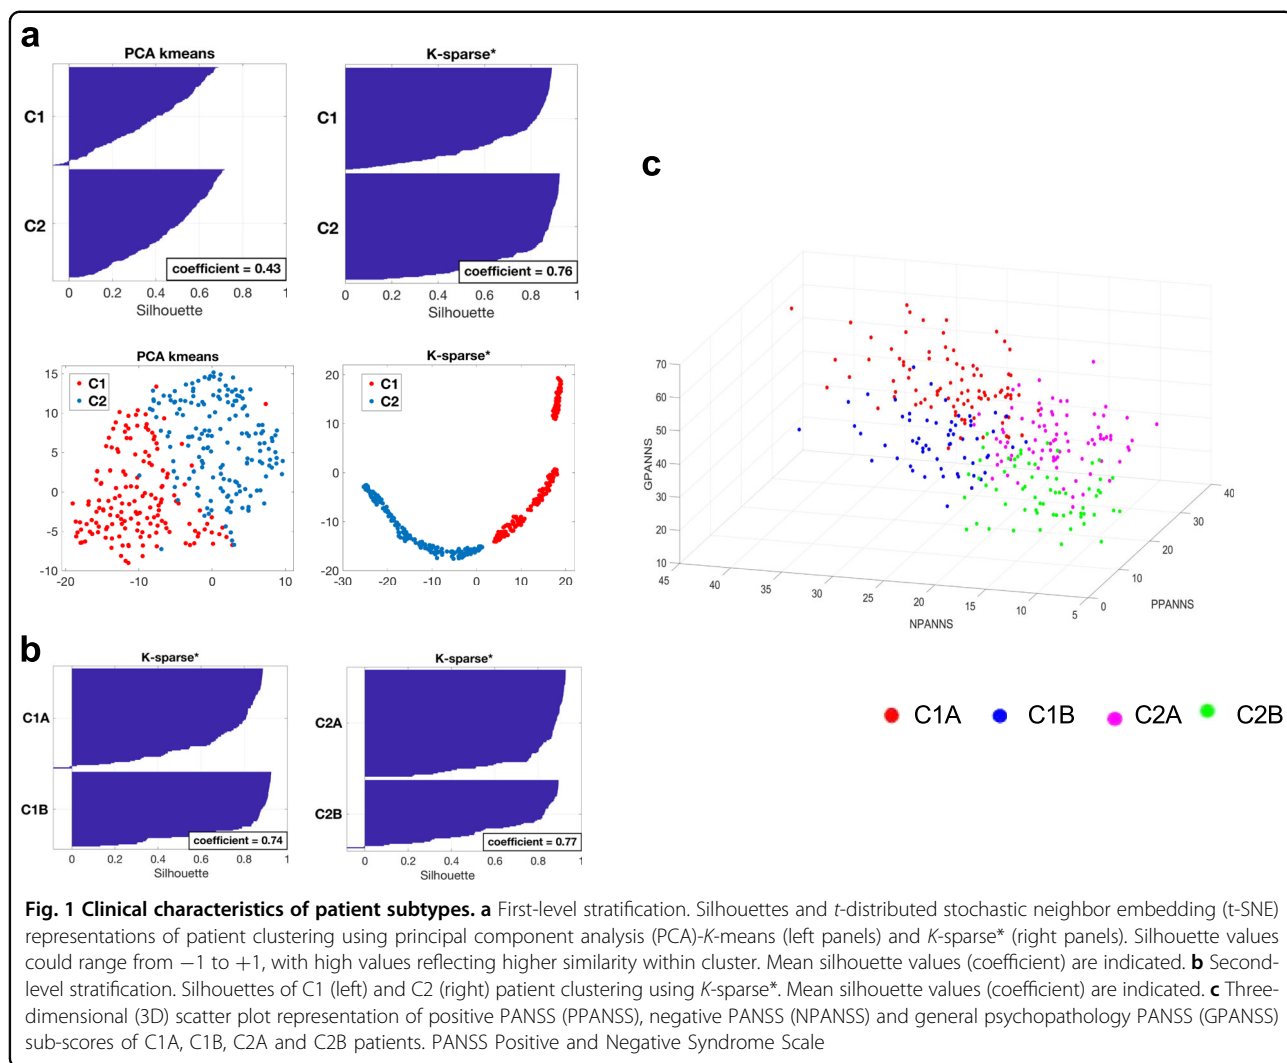 a
PCA kmeans
C1
C2
coefficient = 0.43
0 0.2 0.4 0.6 0.8 1
Silhouette
K-sparse*
C1
C2
coefficient = 0.76
0 0.2 0.4 0.6 0.8 1
Silhouette
PCA kmeans
C1
C2
15
10
5
0
-5
-10
-20 -10 0 10
K-sparse*
C1
C2
20
10
0
-10
-20
-30 -20 -10 0 10 20
b
K-sparse*
C1A
C1B
coefficient = 0.74
0 0.2 0.4 0.6 0.8 1
Silhouette
K-sparse*
C2A
C2B
coefficient = 0.77
0 0.2 0.4 0.6 0.8 1
Silhouette
c
70
60
50
40
30
20
10
GPANNS
45 40 35 30 25 20 15 10 5
NPANNS
0 10 20 30 40
PPANNS
C1A C1B C2A C2B
Fig. 1 Clinical characteristics of patient subtypes. a First-level stratification. Silhouettes and t-distributed stochastic neighbor embedding (t-SNE)
representations of patient clustering using principal component analysis (PCA)-K-means (left panels) and K-sparse* (right panels). Silhouette values
could range from −1 to +1, with high values reflecting higher similarity within cluster. Mean silhouette values (coefficient) are indicated. b Second-
level stratification. Silhouettes of C1 (left) and C2 (right) patient clustering using K-sparse*. Mean silhouette values (coefficient) are indicated. c Three-
dimensional (3D) scatter plot representation of positive PANSS (PPANSS), negative PANSS (NPANSS) and general psychopathology PANSS (GPANSS)
sub-scores of C1A, C1B, C2A and C2B patients. PANSS Positive and Negative Syndrome Scale